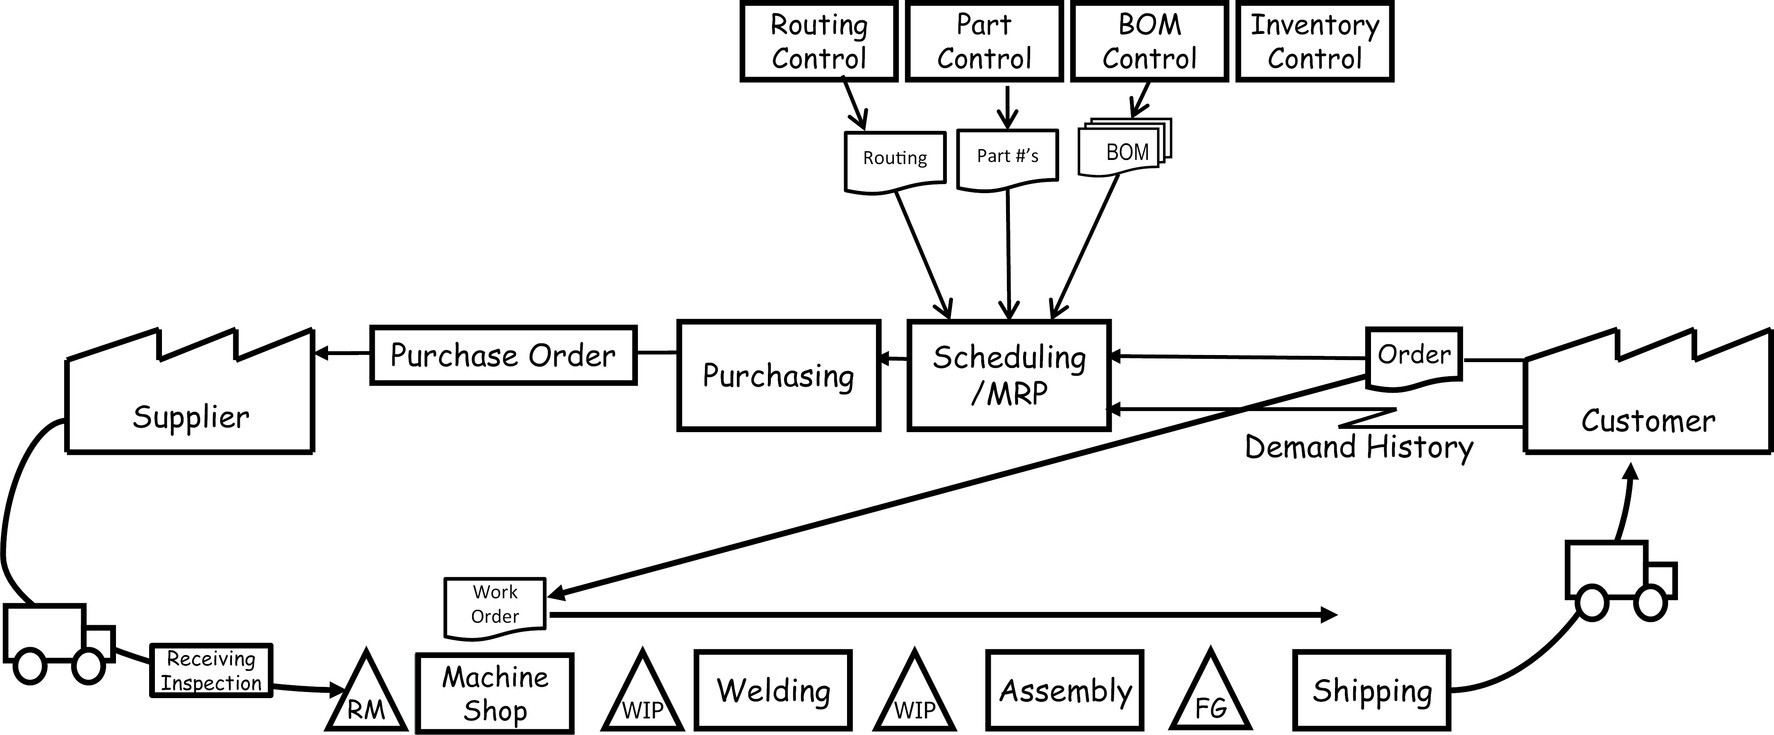 Routing
Control
Part
Control
BOM
Control
Inventory
Control
Routing
Part #’s
BOM
Supplier
Purchase Order
Purchasing
Scheduling
/MRP
Order
Customer
Demand History
Work
Order
Receiving
Inspection
RM
Machine
Shop
WIP
Welding
WIP
Assembly
FG
Shipping